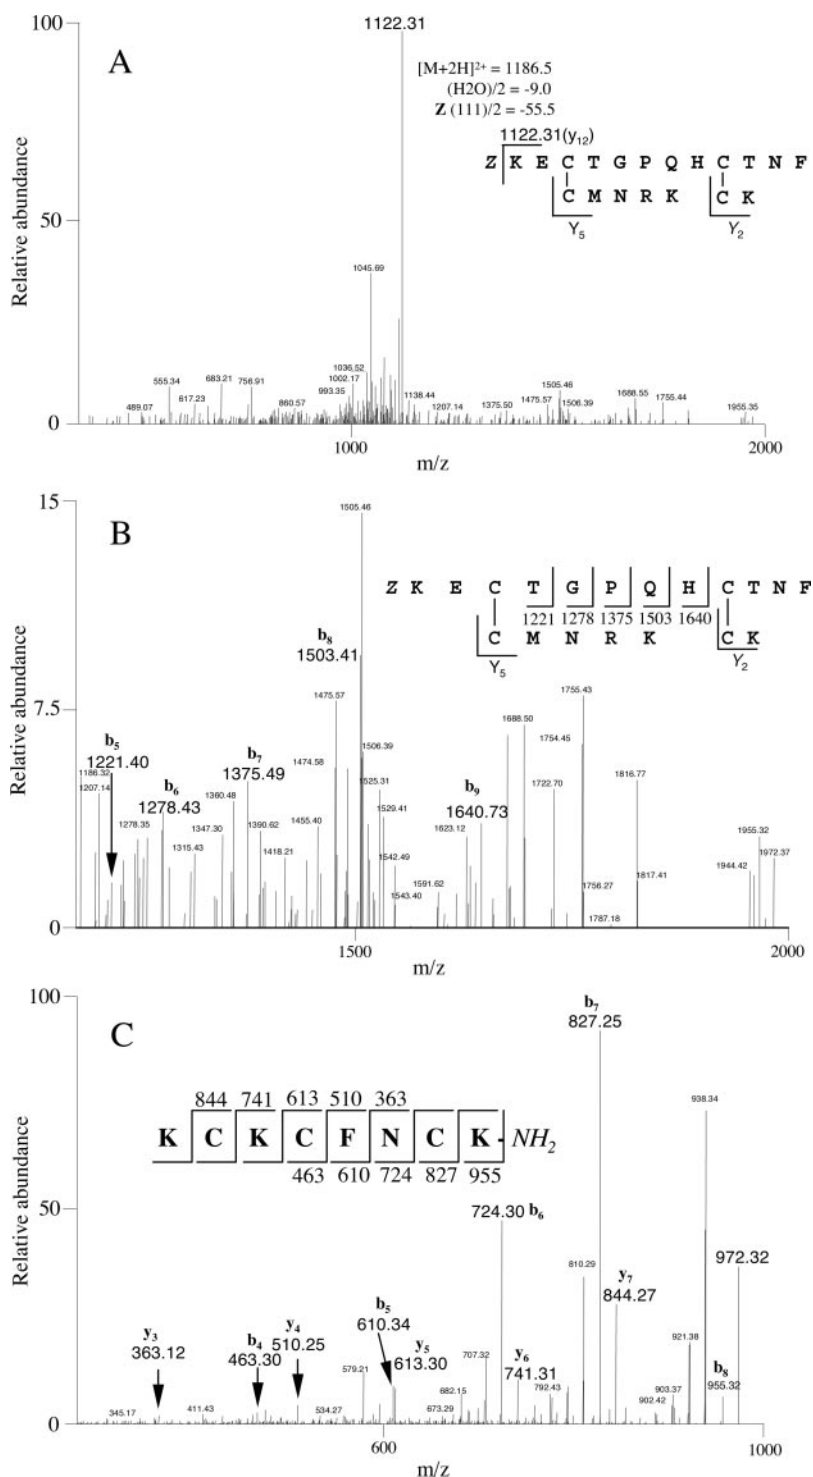 100
A
1122.31
[M+2H]²⁺ = 1186.5
(H2O)/2 = -9.0
Z (111)/2 = -55.5
1122.31(y₁₂)
Z K E C T G P Q H C T N F
C M N R K C K
Y₅ Y₂
Relative abundance
50
1045.69
1036.52
1002.17
993.35
555.34
683.21
756.91
617.23
489.07
860.57
1138.44
1207.14
1375.50
1475.57
1505.46
1506.39
1688.55
1755.44
1955.35
0
1000
2000
m/z
15
B
1505.46
Z K E C T G P Q H C T N F
1221 1278 1375 1503 1640
C M N R K C K
Y₅ Y₂
b₈
1503.41
Relative abundance
7.5
1475.57
1755.43
1688.50
1754.45
1506.39
1474.58
b₅
1221.40
1186.32
1207.14
b₆
1278.43
1278.35
b₇
1375.49
1360.48
1347.30
1390.62
1315.43
1418.21
1455.40
1525.31
1529.41
1542.49
1543.40
1591.62
b₉
1640.73
1623.12
1722.70
1816.77
1756.27
1787.18
1817.41
1955.32
1944.42
1972.37
0
1500
2000
m/z
100
C
b₇
827.25
844 741 613 510 363
K C K C F N C K - NH₂
463 610 724 827 955
938.34
Relative abundance
50
724.30 b₆
972.32
810.29
y₇
844.27
y₃
363.12
b₄
463.30
y₄
510.25
b₅
610.34
y₅
613.30
579.21
707.32
y₆
741.31
921.38
b₈
955.32
682.15
792.43
903.37
902.42
673.29
345.17
411.43
534.27
0
600
1000
m/z